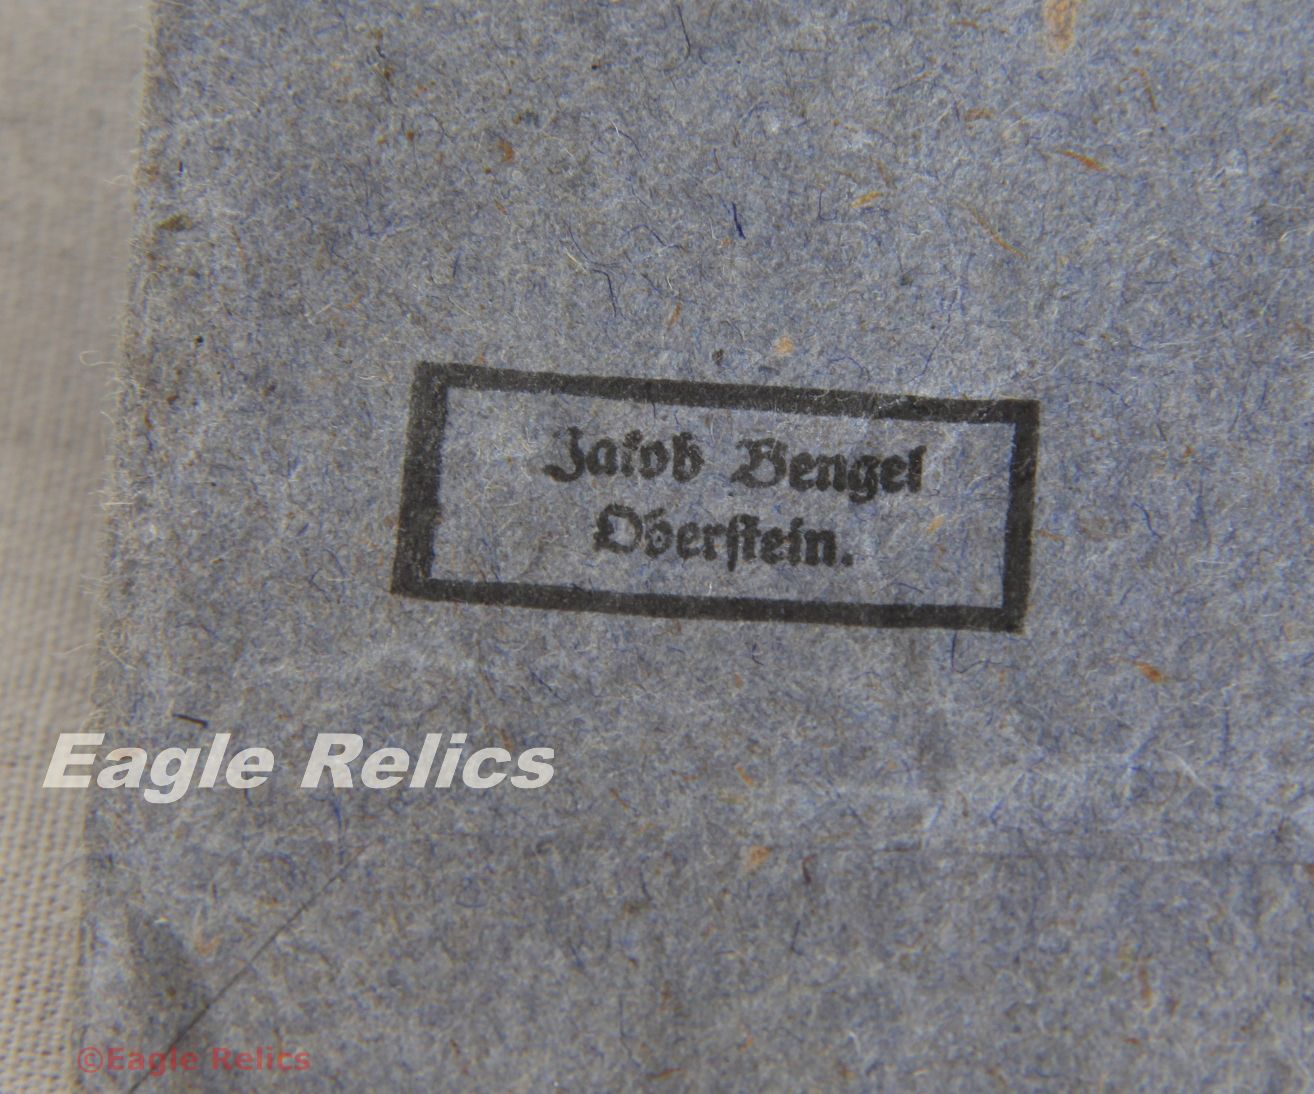 Jakob Bengel
Oberstein.
Eagle Relics
©Eagle Relics